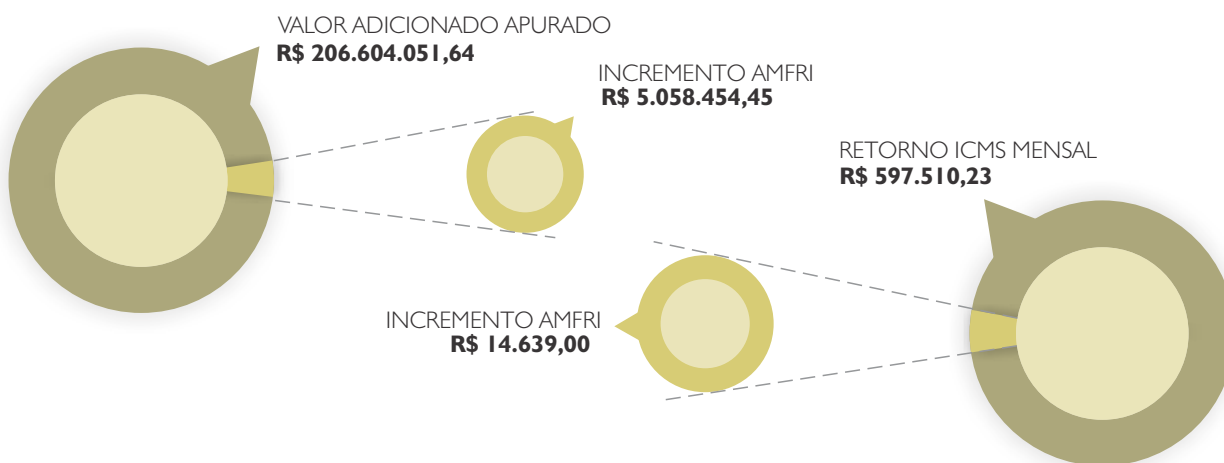 VALOR ADICIONADO APURADO
R$ 206.604.051,64
INCREMENTO AMFRI
R$ 5.058.454,45
RETORNO ICMS MENSAL
R$ 597.510,23
INCREMENTO AMFRI
R$ 14.639,00